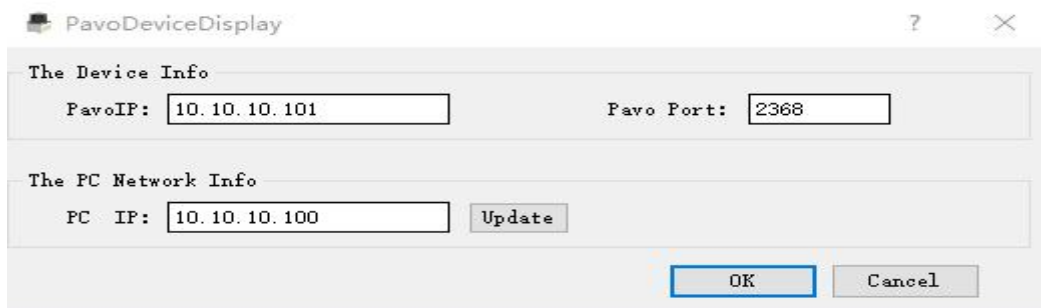 PavoDeviceDisplay ? ×
The Device Info
PavoIP: 10.10.10.101 Pavo Port: 2368
The PC Network Info
PC IP: 10.10.10.100 Update
OK Cancel